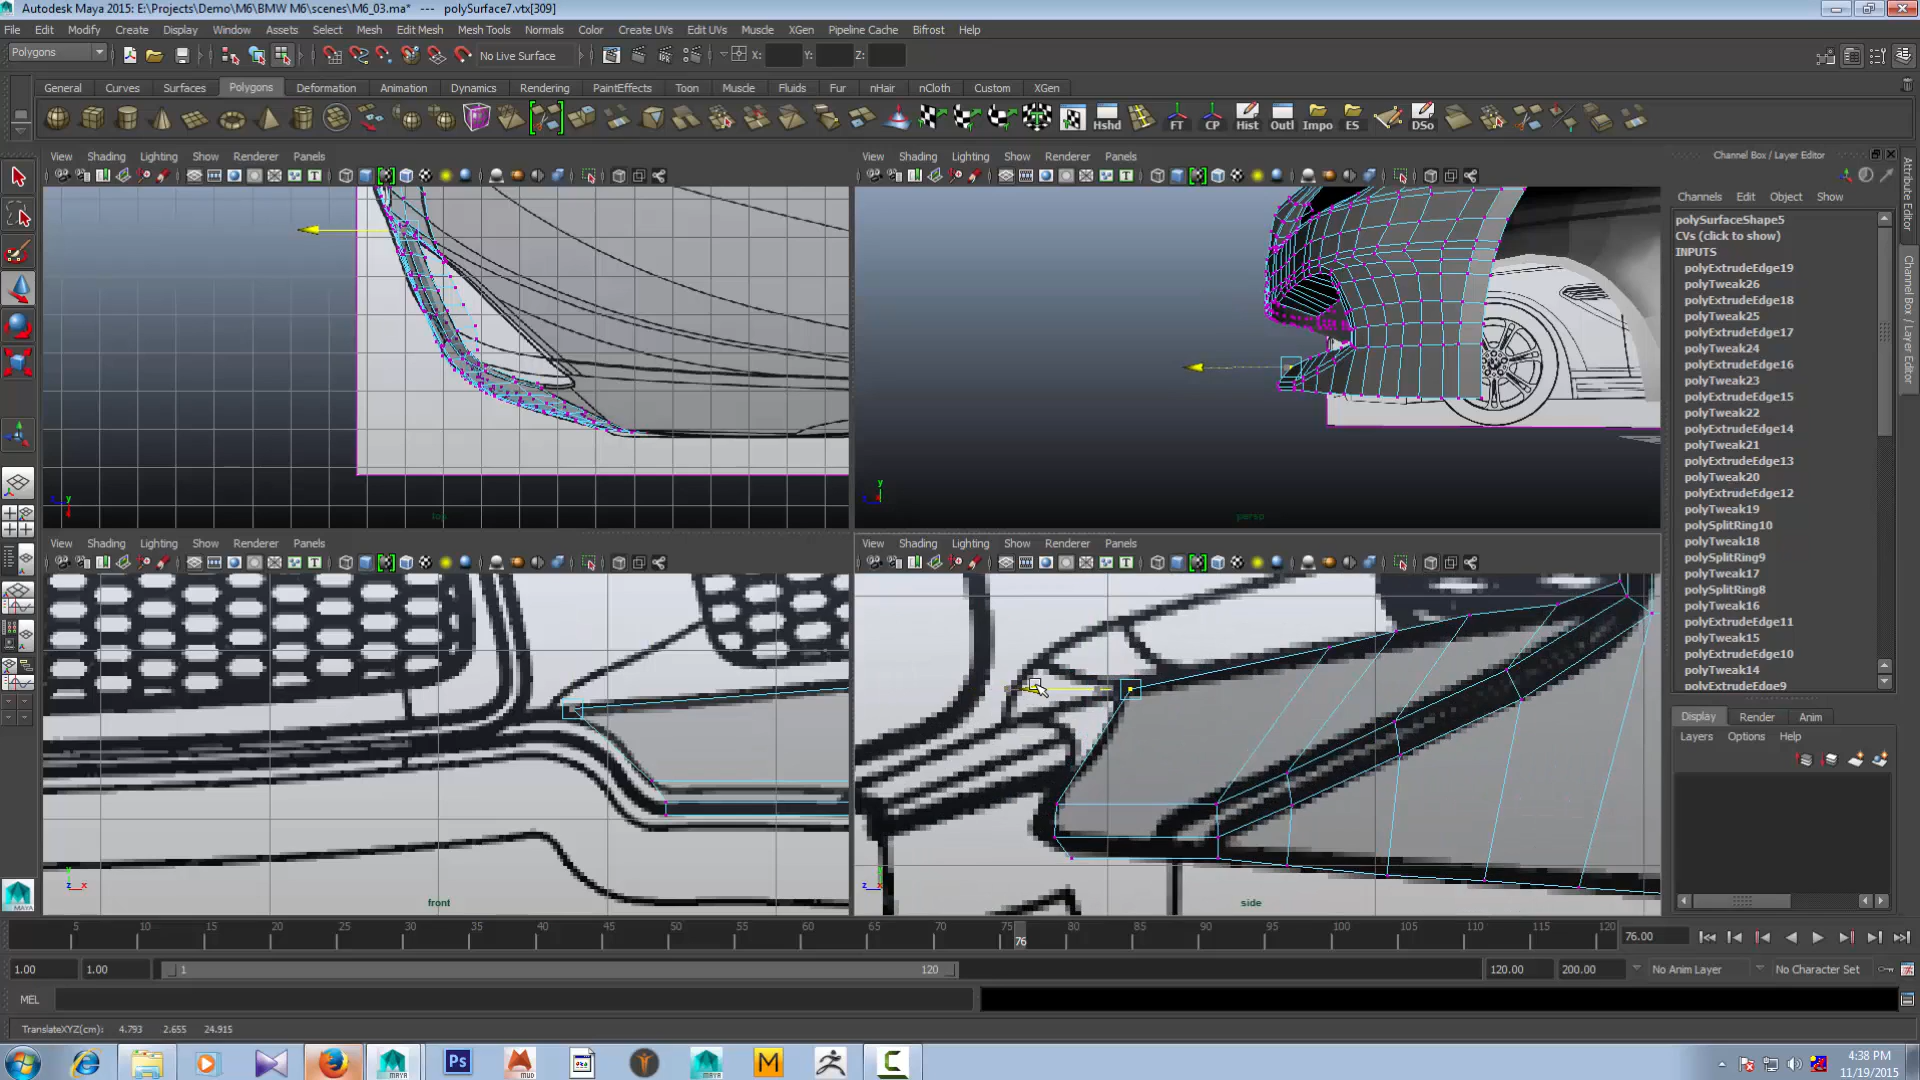 Autodesk Maya 2015: E:\Projects\Demo\M6\BMW M6\scenes\M6_03.ma*   ---   polySurface7.vtx[309]
File Edit Modify Create Display Window Assets Select Mesh Edit Mesh Mesh Tools Normals Color Create UVs Edit UVs Muscle XGen Pipeline Cache Bifrost Help
Polygons No Live Surface X: Y: Z:
General Curves Surfaces Polygons Deformation Animation Dynamics Rendering PaintEffects Toon Muscle Fluids Fur nHair nCloth Custom XGen
Hshd FT CP Hist Outl Impo ES DSo
View Shading Lighting Show Renderer Panels
View Shading Lighting Show Renderer Panels
Channel Box / Layer Editor
Channels Edit Object Show
polySurfaceShape5
CVs (click to show)
INPUTS
polyExtrudeEdge19
polyTweak26
polyExtrudeEdge18
polyTweak25
polyExtrudeEdge17
polyTweak24
polyExtrudeEdge16
polyTweak23
polyExtrudeEdge15
polyTweak22
polyExtrudeEdge14
polyTweak21
polyExtrudeEdge13
polyTweak20
polyExtrudeEdge12
polyTweak19
polySplitRing10
polyTweak18
polySplitRing9
polyTweak17
polySplitRing8
polyTweak16
polyExtrudeEdge11
polyTweak15
polyExtrudeEdge10
polyTweak14
polyExtrudeEdge9
Attribute Editor
Channel Box / Layer Editor
top
persp
View Shading Lighting Show Renderer Panels
View Shading Lighting Show Renderer Panels
front
side
Display Render Anim
Layers Options Help
5 10 15 20 25 30 35 40 45 50 55 60 65 70 75 80 85 90 95 100 105 110 115 120
76
76.00
1.00 1.00 1 120 120.00 200.00 No Anim Layer No Character Set
MEL
TranslateXYZ(cm): 4.793 2.655 24.915
4:38 PM
11/19/2015